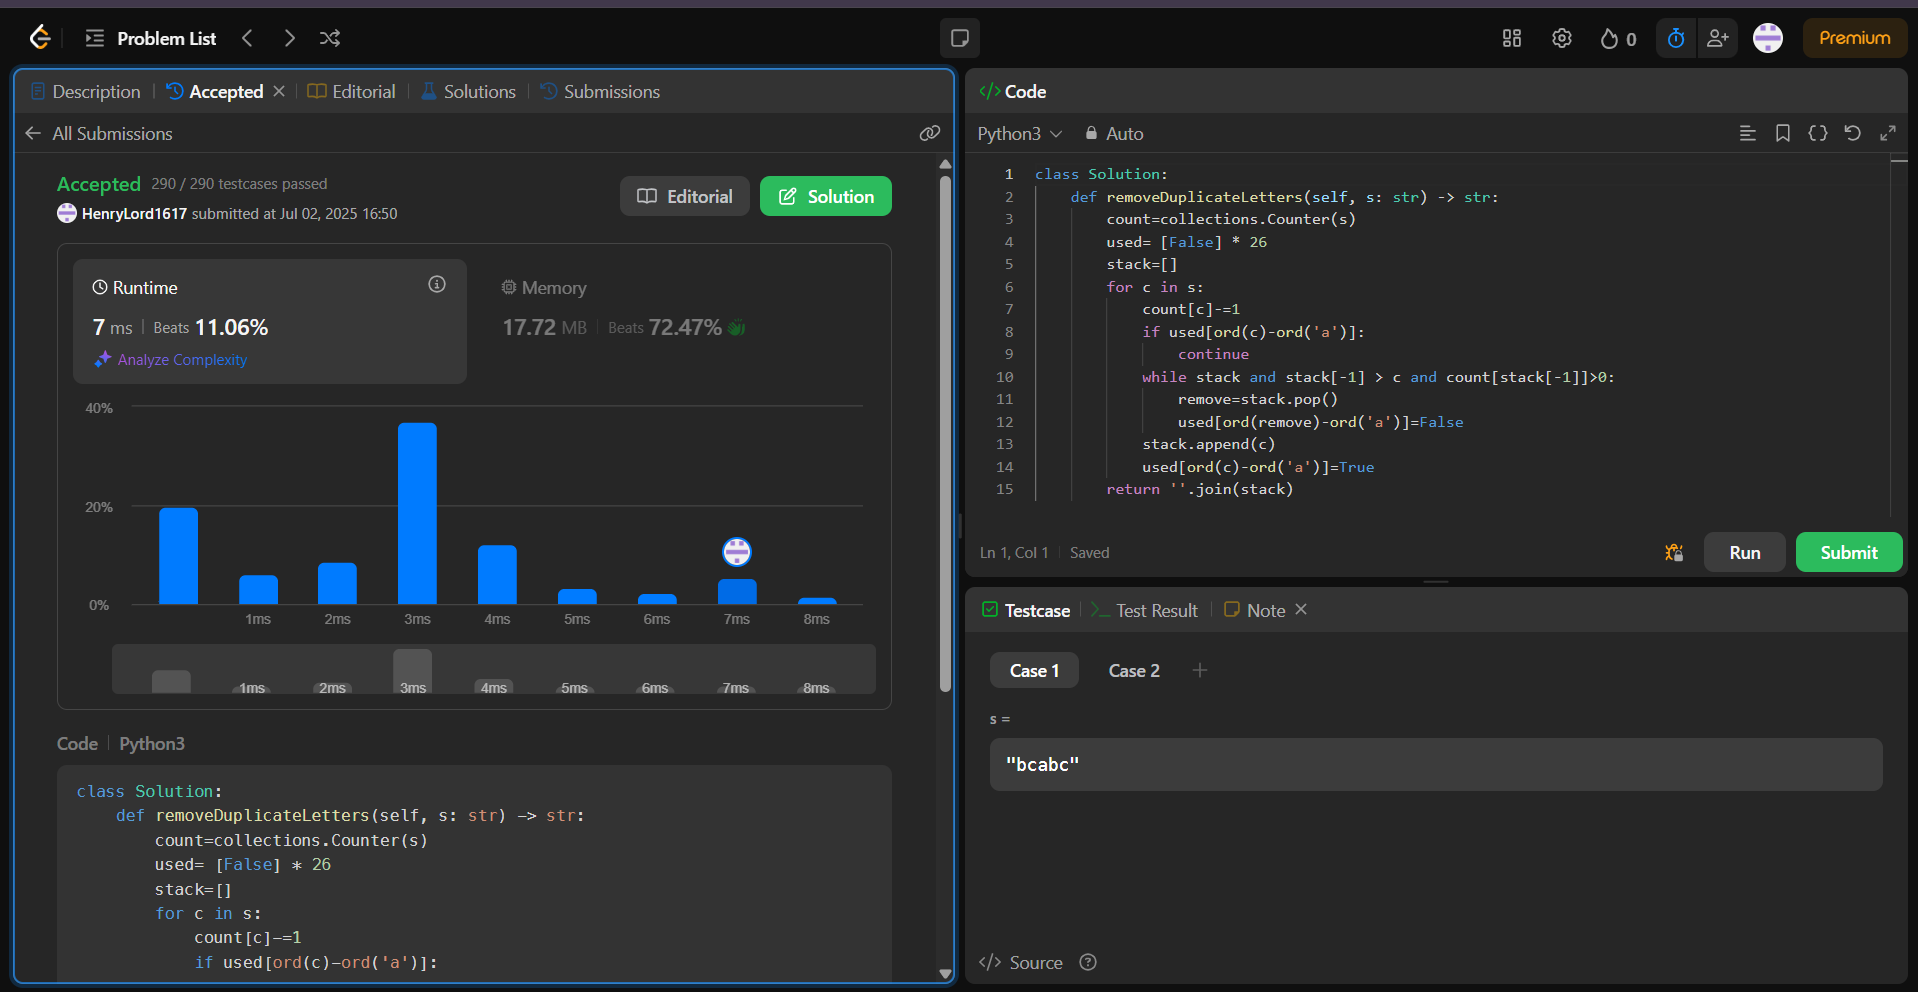 Problem List
0
Premium
Description
Accepted
Editorial
Solutions
Submissions
All Submissions
Accepted 290 / 290 testcases passed
HenryLord1617 submitted at Jul 02, 2025 16:50
Editorial
Solution
Runtime
7 ms Beats 11.06%
Analyze Complexity
Memory
17.72 MB Beats 72.47%
40%
20%
0%
1ms 2ms 3ms 4ms 5ms 6ms 7ms 8ms
1ms 2ms 3ms 4ms 5ms 6ms 7ms 8ms
Code Python3
class Solution:
    def removeDuplicateLetters(self, s: str) -> str:
        count=collections.Counter(s)
        used= [False] * 26
        stack=[]
        for c in s:
            count[c]-=1
            if used[ord(c)-ord('a')]:
</> Code
Python3 Auto
1 class Solution:
2     def removeDuplicateLetters(self, s: str) -> str:
3         count=collections.Counter(s)
4         used= [False] * 26
5         stack=[]
6         for c in s:
7             count[c]-=1
8             if used[ord(c)-ord('a')]:
9                 continue
10             while stack and stack[-1] > c and count[stack[-1]]>0:
11                 remove=stack.pop()
12                 used[ord(remove)-ord('a')]=False
13             stack.append(c)
14             used[ord(c)-ord('a')]=True
15         return ''.join(stack)
Ln 1, Col 1 Saved
Run
Submit
Testcase
Test Result
Note
Case 1
Case 2
s =
"bcabc"
</> Source